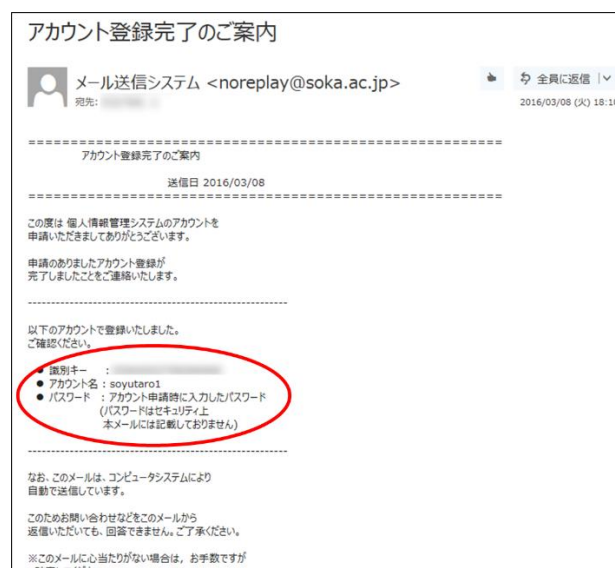 アカウント登録完了のご案内
メール送信システム <noreplay@soka.ac.jp>
全員に返信
宛先:
2016/03/08 (火) 18:10
======================================================
アカウント登録完了のご案内
送信日 2016/03/08
======================================================
この度は 個人情報管理システムのアカウントを
申請いただきましてありがとうございます。
申請のありましたアカウント登録が
完了しましたことをご連絡いたします。
------------------------------------------------------
以下のアカウントで登録いたしました。
ご確認ください。
● 識別キー :
● アカウント名 : soyutaro1
● パスワード : アカウント申請時に入力したパスワード
(パスワードはセキュリティ上
本メールには記載しておりません)
------------------------------------------------------
なお、このメールは、コンピュータシステムにより
自動で送信しています。
このためお問い合わせなどをこのメールから
返信いただいても、回答できません。ご了承ください。
※このメールに心当たりがない場合は，お手数ですが